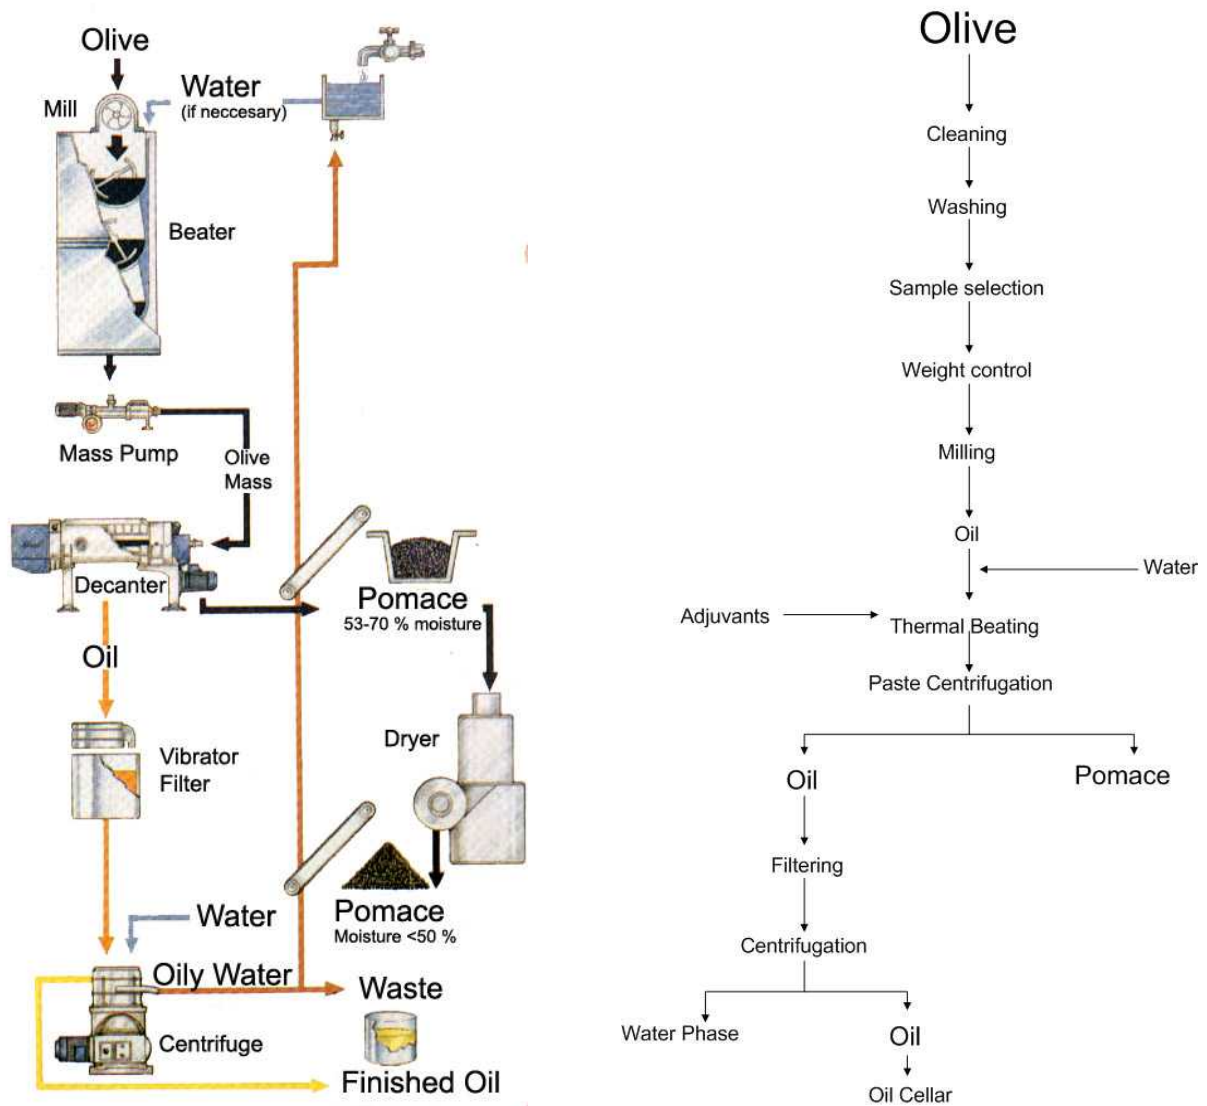 Olive
Mill
Water
(if neccesary)
Beater
Mass Pump
Olive
Mass
Decanter
Pomace
53-70 % moisture
Oil
Vibrator
Filter
Dryer
Pomace
Moisture <50 %
Water
Oily Water
Waste
Centrifuge
Finished Oil
Olive
Cleaning
Washing
Sample selection
Weight control
Milling
Oil
Water
Adjuvants
Thermal Beating
Paste Centrifugation
Oil
Pomace
Filtering
Centrifugation
Water Phase
Oil
Oil Cellar